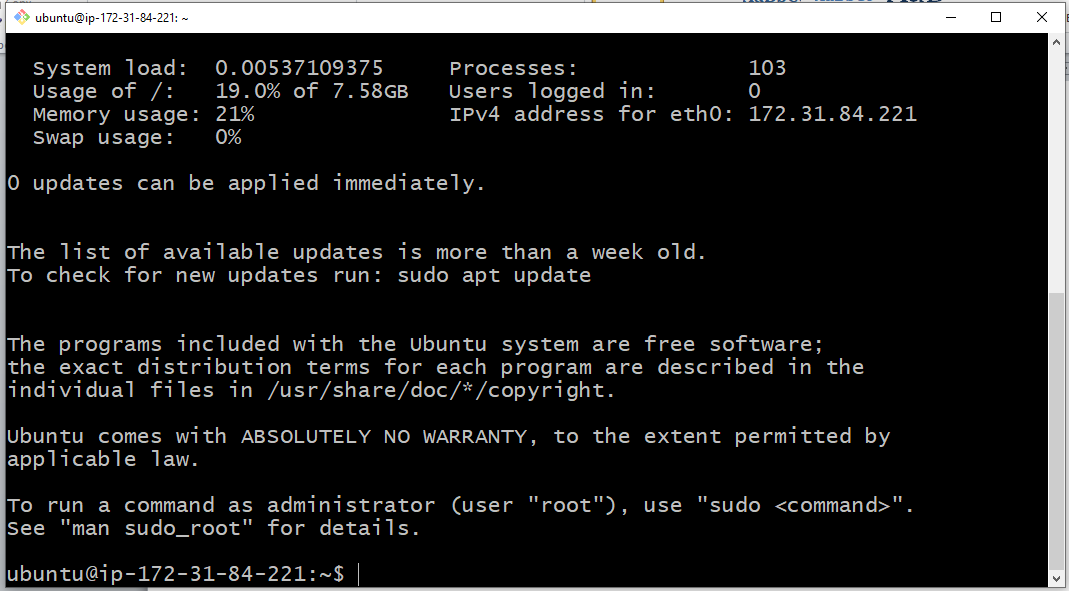 ubuntu@ip-172-31-84-221: ~
System load:  0.00537109375     Processes:             103
Usage of /:   19.0% of 7.58GB   Users logged in:       0
Memory usage: 21%               IPv4 address for eth0: 172.31.84.221
Swap usage:   0%
0 updates can be applied immediately.
The list of available updates is more than a week old.
To check for new updates run: sudo apt update
The programs included with the Ubuntu system are free software;
the exact distribution terms for each program are described in the
individual files in /usr/share/doc/*/copyright.
Ubuntu comes with ABSOLUTELY NO WARRANTY, to the extent permitted by
applicable law.
To run a command as administrator (user "root"), use "sudo <command>".
See "man sudo_root" for details.
ubuntu@ip-172-31-84-221:~$